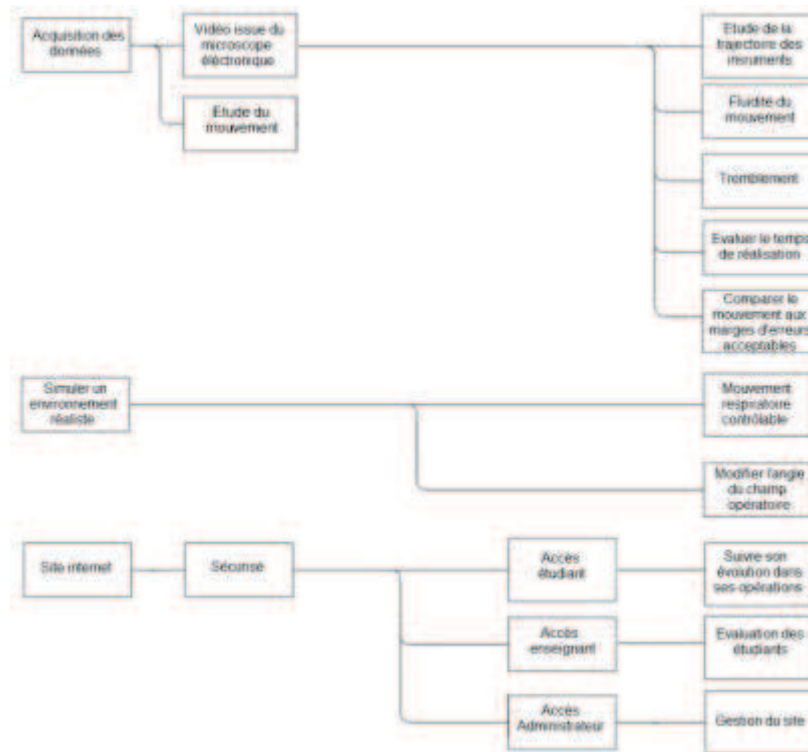 Acquisition des
données
Vidéo issue du
microscope
éléctronique
Etude du
mouvement
Etude de la
trajectoire des
insruments
Fluidité du
mouvement
Tremblement
Evaluer le temps
de réalisation
Comparer le
mouvement aux
marges d'erreurs
acceptables
Simuler un
environnement
réaliste
Mouvement
respiratoire
contrôlable
Modifier l'angle
du champ
opératoire
Site internet
Sécurisé
Accès
étudiant
Suivre son
évolution dans
ses opérations
Accès
enseignant
Evaluation des
étudiants
Accès
Administrateur
Gestion du site